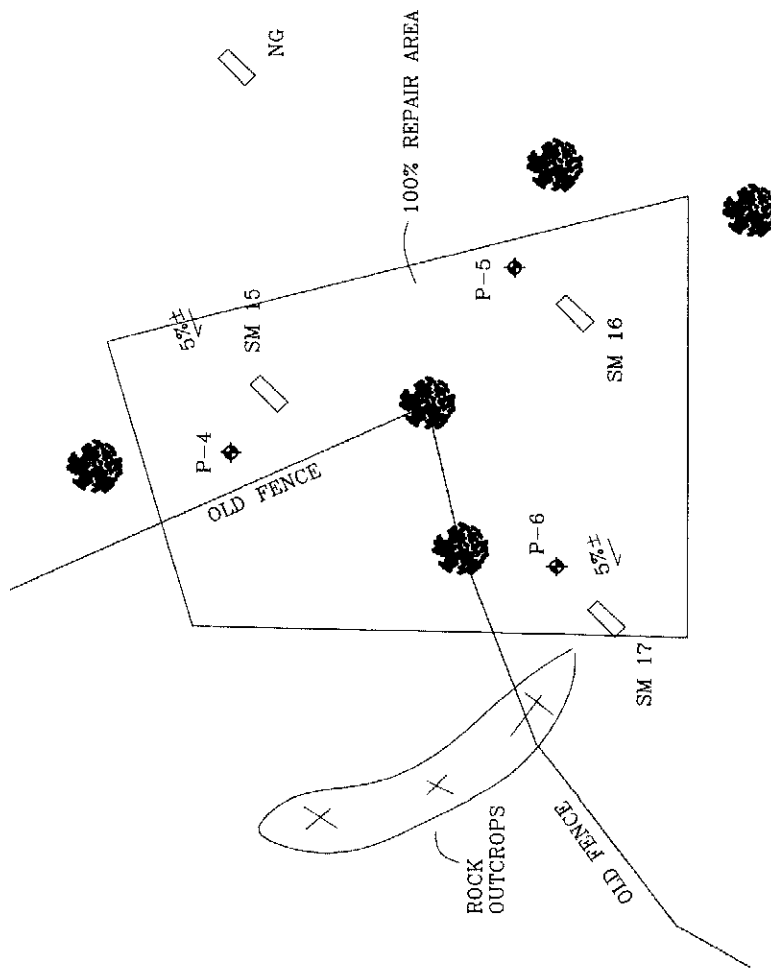 NG
100% REPAIR AREA
5%±
SM 15
P-5
P-4
SM 16
OLD FENCE
P-6
5%±
SM 17
ROCK
OUTCROPS
OLD FENCE